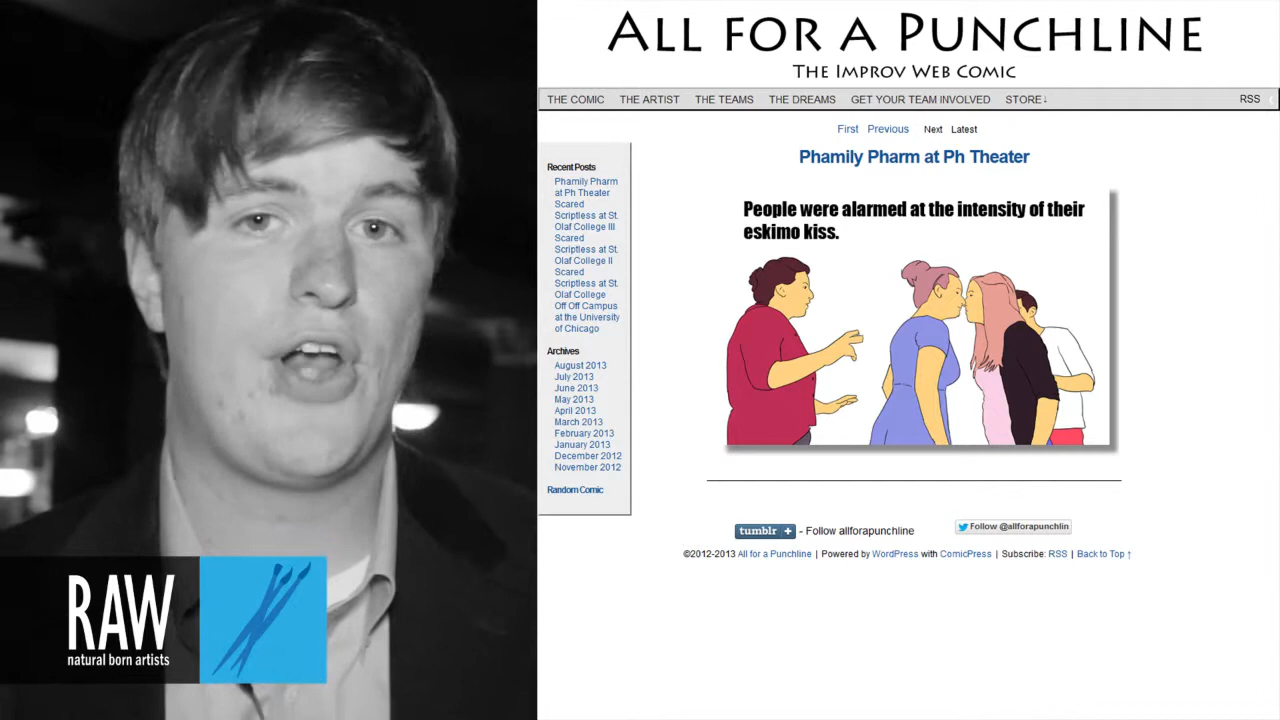 ALL FOR A PUNCHLINE
THE IMPROV WEB COMIC
THE COMIC THE ARTIST THE TEAMS THE DREAMS GET YOUR TEAM INVOLVED STORE↓ RSS
First Previous Next Latest
Phamily Pharm at Ph Theater
Recent Posts
Phamily Pharm
at Ph Theater
Scared
Scriptless at St.
Olaf College III
Scared
Scriptless at St.
Olaf College II
Scared
Scriptless at St.
Olaf College
Off Off Campus
at the University
of Chicago
Archives
August 2013
July 2013
June 2013
May 2013
April 2013
March 2013
February 2013
January 2013
December 2012
November 2012
Random Comic
People were alarmed at the intensity of their
eskimo kiss.
tumblr + - Follow allforapunchline
Follow @allforapunchlin
©2012-2013 All for a Punchline | Powered by WordPress with ComicPress | Subscribe: RSS | Back to Top ↑
RAW
natural born artists